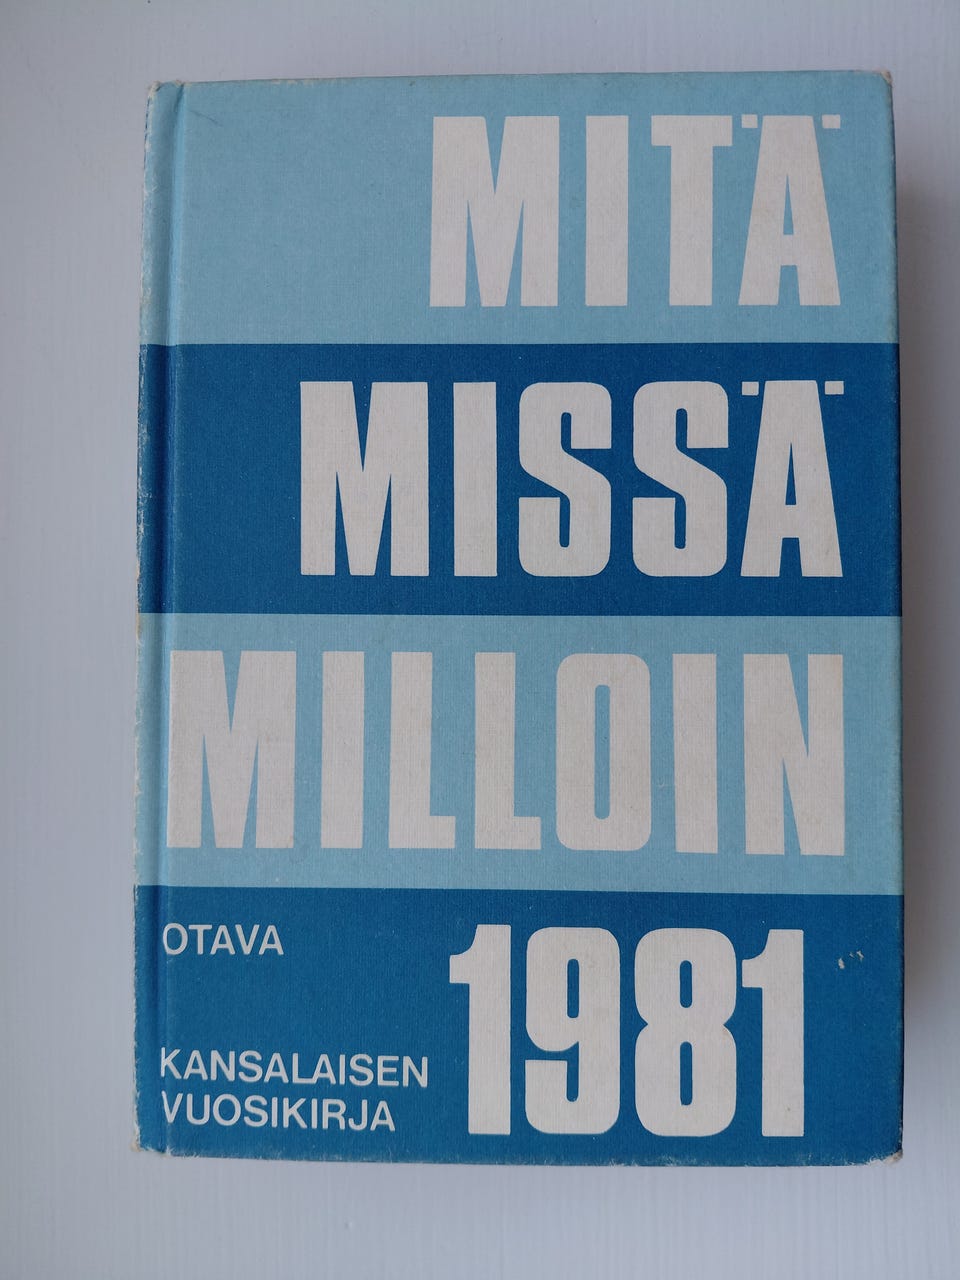 MITÄ
MISSÄ
MILLOIN
1981
OTAVA
KANSALAISEN
VUOSIKIRJA